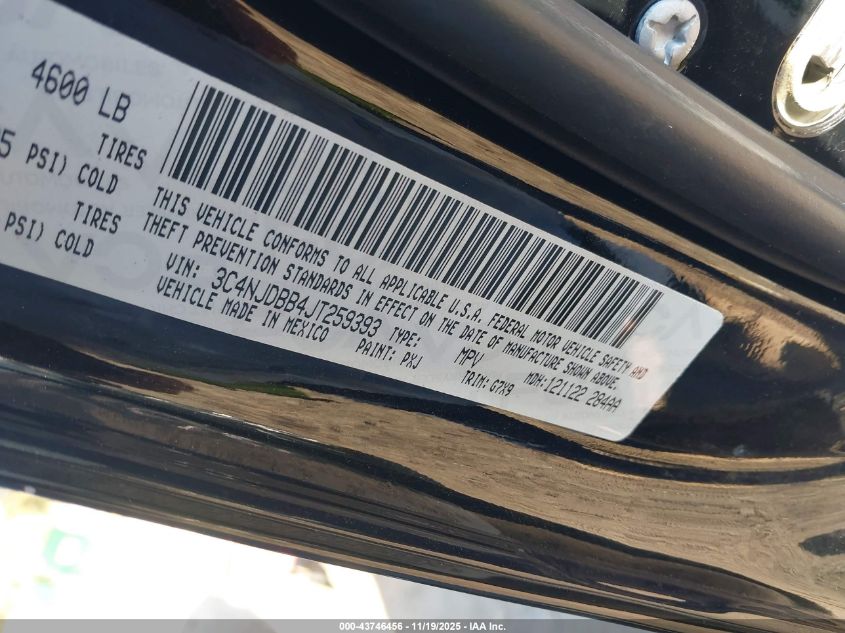 4600 LB
TIRES
5 PSI) COLD
TIRES
PSI) COLD
THIS VEHICLE CONFORMS TO ALL APPLICABLE U.S.A. FEDERAL MOTOR VEHICLE SAFETY AND
THEFT PREVENTION STANDARDS IN EFFECT ON THE DATE OF MANUFACTURE SHOWN ABOVE.
VIN: 3C4NJDBB4JT259393 TYPE: MPV MDH:121122 284AA
VEHICLE MADE IN MEXICO PAINT: PXJ TRIM: G7X9
000-43746456 - 11/19/2025 - IAA Inc.